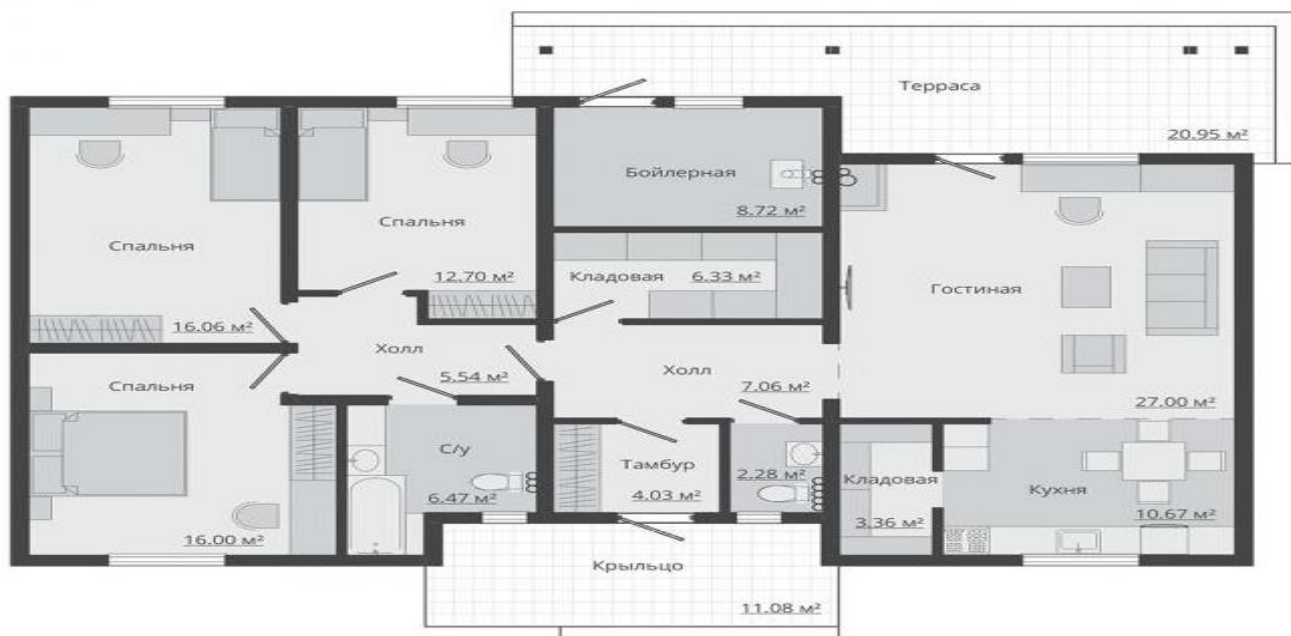 Терраса
20.95 м²
Бойлерная
8.72 м²
Спальня
16.06 м²
Спальня
12.70 м²
Кладовая
6.33 м²
Гостиная
27.00 м²
Холл
5.54 м²
Холл
7.06 м²
Спальня
16.00 м²
С/у
6.47 м²
Тамбур
4.03 м²
2.28 м²
Кладовая
3.36 м²
Кухня
10.67 м²
Крыльцо
11.08 м²